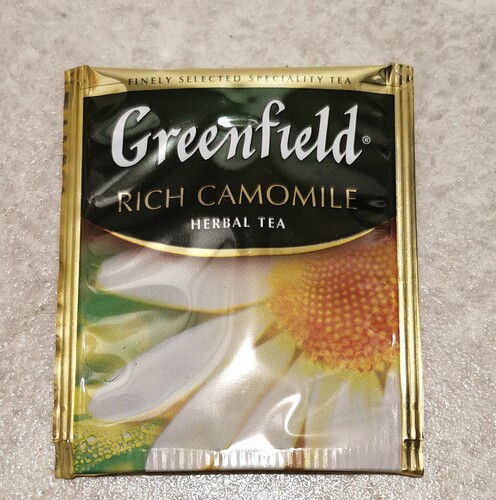 FINELY SELECTED SPECIALITY TEA
Greenfield®
RICH CAMOMILE
HERBAL TEA